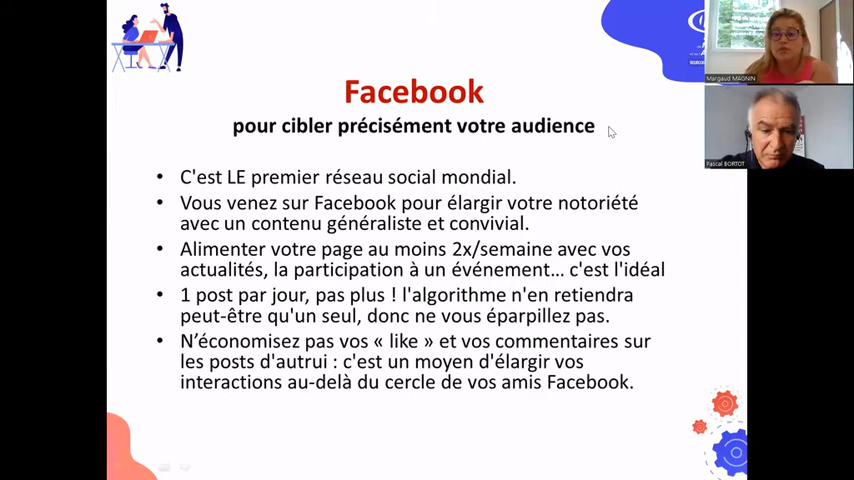 Facebook
pour cibler précisément votre audience
• C'est LE premier réseau social mondial.
• Vous venez sur Facebook pour élargir votre notoriété
avec un contenu généraliste et convivial.
• Alimenter votre page au moins 2x/semaine avec vos
actualités, la participation à un événement... c'est l'idéal
• 1 post par jour, pas plus ! l'algorithme n'en retiendra
peut-être qu'un seul, donc ne vous éparpillez pas.
• N'économisez pas vos « like » et vos commentaires sur
les posts d'autrui : c'est un moyen d'élargir vos
interactions au-delà du cercle de vos amis Facebook.
Margaud MAGNIN
Pascal BORTOT